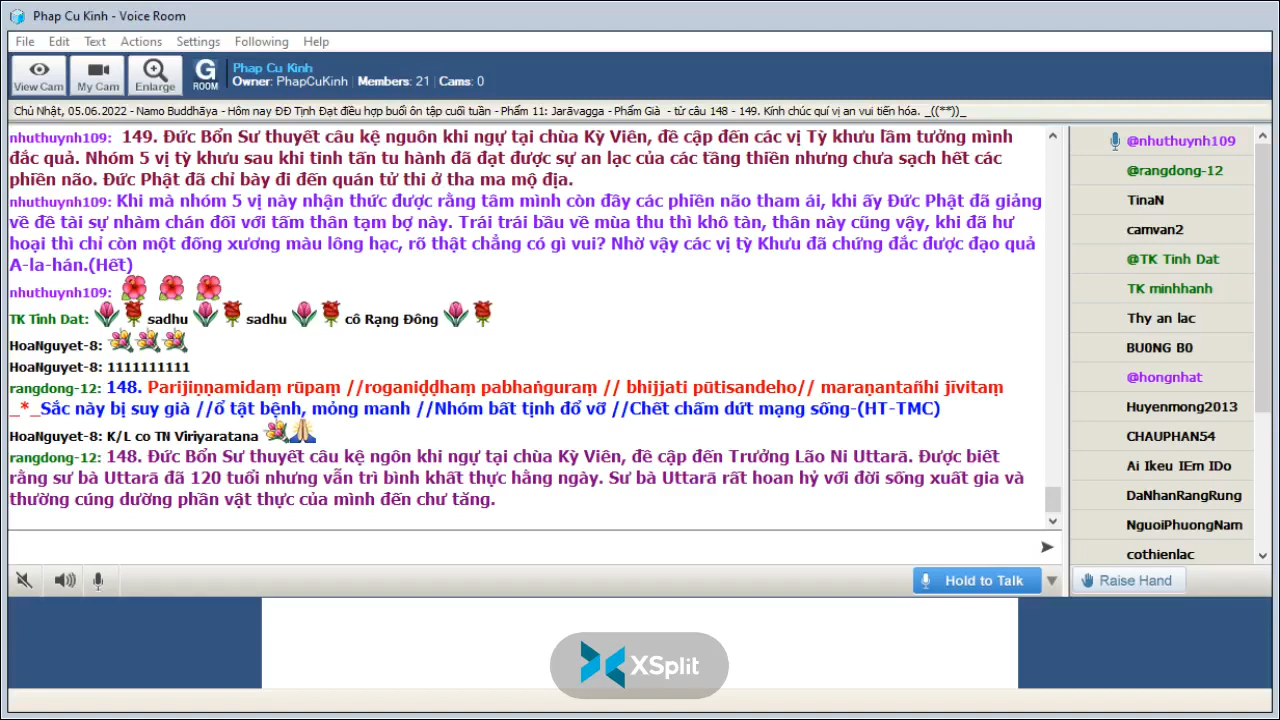 Phap Cu Kinh - Voice Room
File Edit Text Actions Settings Following Help
View Cam My Cam Enlarge G ROOM
Phap Cu Kinh
Owner: PhapCuKinh | Members: 21 | Cams: 0
Chủ Nhật, 05.06.2022 - Namo Buddhāya - Hôm nay ĐĐ Tịnh Đạt điều hợp buổi ôn tập cuối tuần - Phẩm 11: Jarāvagga - Phẩm Già - từ câu 148 - 149. Kính chúc quí vị an vui tiến hóa. _((**))_
nhuthuynh109: 149. Đức Bổn Sư thuyết câu kệ nguôn khi ngự tại chùa Kỳ Viên, đề cập đến các vị Tỳ khưu lầm tưởng mình
đắc quả. Nhóm 5 vị tỳ khưu sau khi tinh tấn tu hành đã đạt được sự an lạc của các tầng thiền nhưng chưa sạch hết các
phiền não. Đức Phật đã chỉ bày đi đến quán tử thi ở tha ma mộ địa.
nhuthuynh109: Khi mà nhóm 5 vị này nhận thức được rằng tâm mình còn đầy các phiền não tham ái, khi ấy Đức Phật đã giảng
về đề tài sự nhàm chán đối với tấm thân tạm bợ này. Trái trái bầu về mùa thu thì khô tàn, thân này cũng vậy, khi đã hư
hoại thì chỉ còn một đống xương màu lông hạc, rõ thật chẳng có gì vui? Nhờ vậy các vị tỳ Khưu đã chứng đắc được đạo quả
A-la-hán.(Hết)
nhuthuynh109:
TK Tinh Dat: sadhu sadhu cô Rạng Đông
HoaNguyet-8:
HoaNguyet-8: 1111111111
rangdong-12: 148. Parijiṇṇamidaṃ rūpaṃ //roganiḍḍhaṃ pabhaṅguraṃ // bhijjati pūtisandeho// maraṇantañhi jīvitaṃ
_*_Sắc này bị suy già //ổ tật bệnh, mỏng manh //Nhóm bất tịnh đổ vỡ //Chết chấm dứt mạng sống-(HT-TMC)
HoaNguyet-8: K/L co TN Viriyaratana
rangdong-12: 148. Đức Bổn Sư thuyết câu kệ ngôn khi ngự tại chùa Kỳ Viên, đề cập đến Trưởng Lão Ni Uttarā. Được biết
rằng sư bà Uttarā đã 120 tuổi nhưng vẫn trì bình khất thực hằng ngày. Sư bà Uttarā rất hoan hỷ với đời sống xuất gia và
thường cúng dường phần vật thực của mình đến chư tăng.
@nhuthuynh109
@rangdong-12
TinaN
camvan2
@TK Tinh Dat
TK minhhanh
Thy an lac
BU0NG B0
@hongnhat
Huyenmong2013
CHAUPHAN54
Ai Ikeu IEm IDo
DaNhanRangRung
NguoiPhuongNam
cothienlac
Hold to Talk
Raise Hand
XSplit